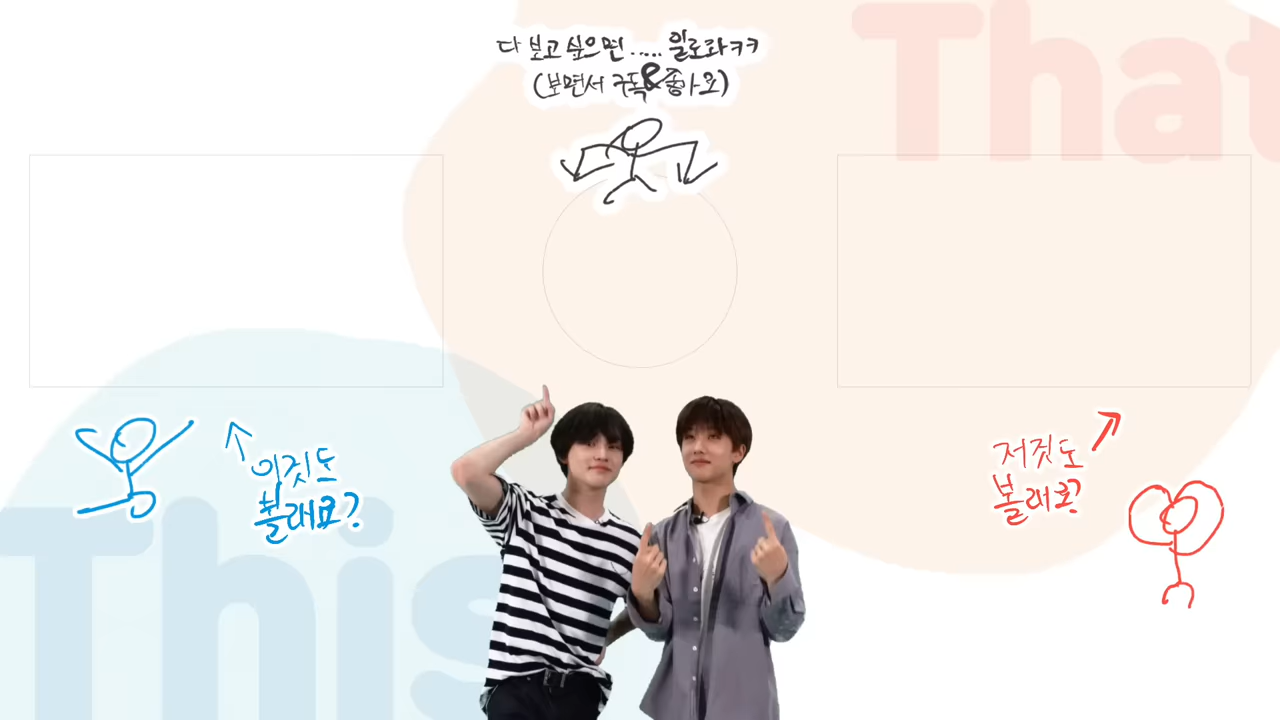 다 보고 싶으면..... 일로와ㅋㅋ
(보면서 구독&좋아요)
That
이것도
볼래요?
저것도
볼래요?
This